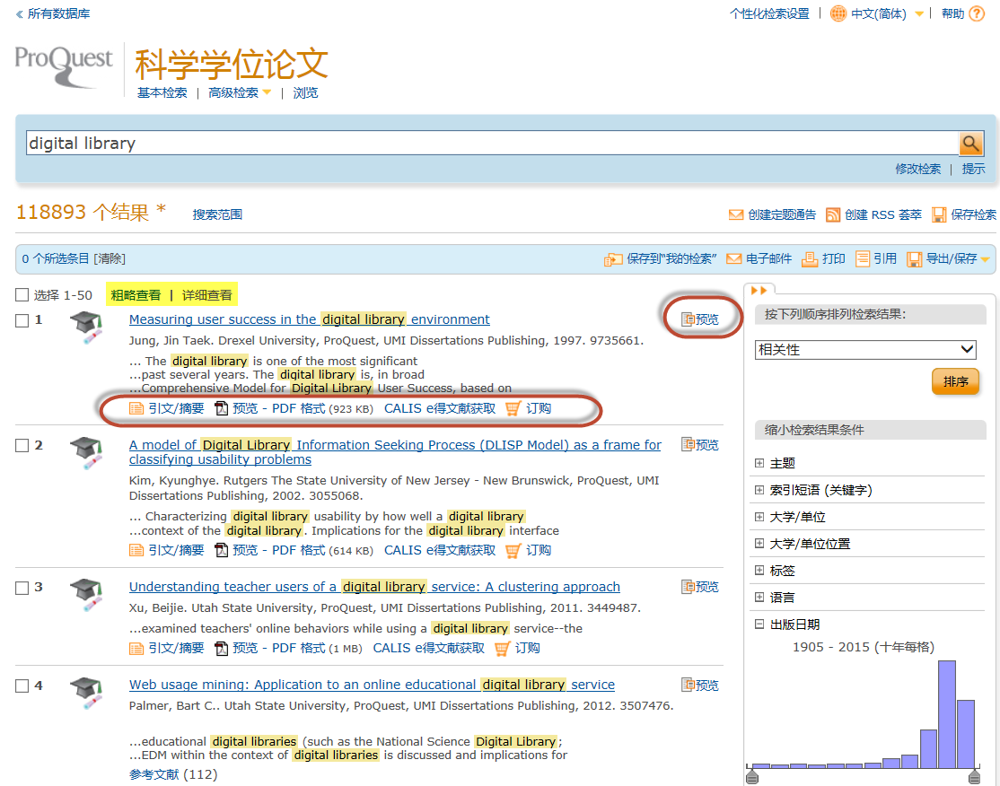 « 所有数据库
个性化检索设置 | 中文(简体) | 帮助 ?
ProQuest
科学学位论文
基本检索 | 高级检索 | 浏览
digital library
修改检索 | 提示
118893 个结果 *
搜索范围
创建定题通告 创建 RSS 荟萃 保存检索
0 个所选条目 [清除]
保存到“我的检索” 电子邮件 打印 引用 导出/保存
选择 1-50 粗略查看 | 详细查看
1 Measuring user success in the digital library environment
预览
Jung, Jin Taek. Drexel University, ProQuest, UMI Dissertations Publishing, 1997. 9735661.
... The digital library is one of the most significant
...past several years. The digital library is, in broad
...Comprehensive Model for Digital Library User Success, based on
引文/摘要 预览 - PDF 格式 (923 KB) CALIS e得文献获取 订购
2 A model of Digital Library Information Seeking Process (DLISP Model) as a frame for
classifying usability problems
预览
Kim, Kyunghye. Rutgers The State University of New Jersey - New Brunswick, ProQuest, UMI
Dissertations Publishing, 2002. 3055068.
... Characterizing digital library usability by how well a digital library
...context of the digital library. Implications for the digital library interface
引文/摘要 预览 - PDF 格式 (614 KB) CALIS e得文献获取 订购
3 Understanding teacher users of a digital library service: A clustering approach
预览
Xu, Beijie. Utah State University, ProQuest, UMI Dissertations Publishing, 2011. 3449487.
...examined teachers' online behaviors while using a digital library service--the
引文/摘要 预览 - PDF 格式 (1 MB) CALIS e得文献获取 订购
4 Web usage mining: Application to an online educational digital library service
预览
Palmer, Bart C.. Utah State University, ProQuest, UMI Dissertations Publishing, 2012. 3507476.
...educational digital libraries (such as the National Science Digital Library;
...EDM within the context of digital libraries is discussed and implications for
参考文献 (112)
按下列顺序排列检索结果:
相关性
排序
缩小检索结果条件
主题
索引短语 (关键字)
大学/单位
大学/单位位置
标签
语言
出版日期
1905 - 2015 (十年每格)